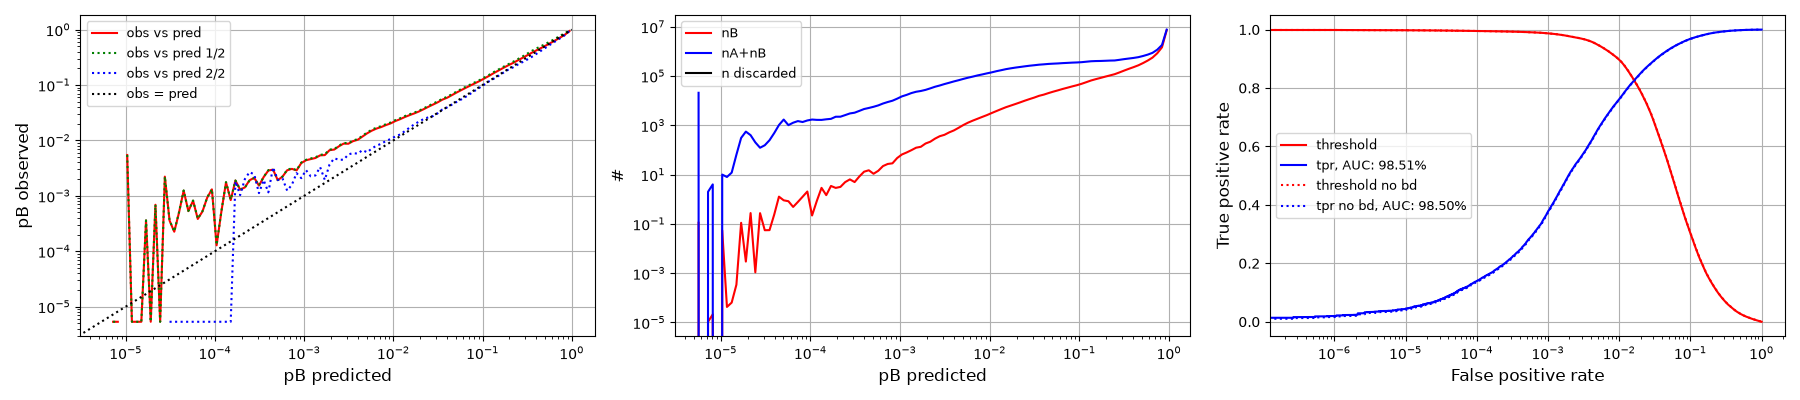 pB observed
10⁰
10⁻¹
10⁻²
10⁻³
10⁻⁴
10⁻⁵
obs vs pred
obs vs pred 1/2
obs vs pred 2/2
obs = pred
10⁻⁵ 10⁻⁴ 10⁻³ 10⁻² 10⁻¹ 10⁰
pB predicted
#
10⁷
10⁵
10³
10¹
10⁻¹
10⁻³
10⁻⁵
nB
nA+nB
n discarded
10⁻⁵ 10⁻⁴ 10⁻³ 10⁻² 10⁻¹ 10⁰
pB predicted
True positive rate
1.0
0.8
0.6
0.4
0.2
0.0
threshold
tpr, AUC: 98.51%
threshold no bd
tpr no bd, AUC: 98.50%
10⁻⁶ 10⁻⁵ 10⁻⁴ 10⁻³ 10⁻² 10⁻¹ 10⁰
False positive rate